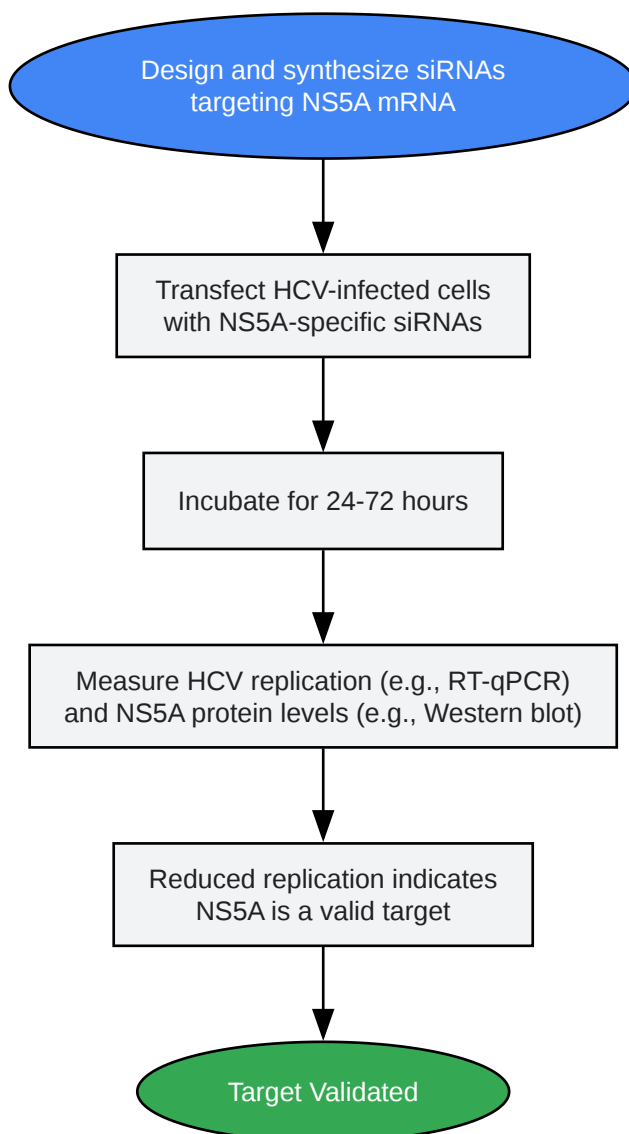 Design and synthesize siRNAs
targeting NS5A mRNA
Transfect HCV-infected cells
with NS5A-specific siRNAs
Incubate for 24-72 hours
Measure HCV replication (e.g., RT-qPCR)
and NS5A protein levels (e.g., Western blot)
Reduced replication indicates
NS5A is a valid target
Target Validated